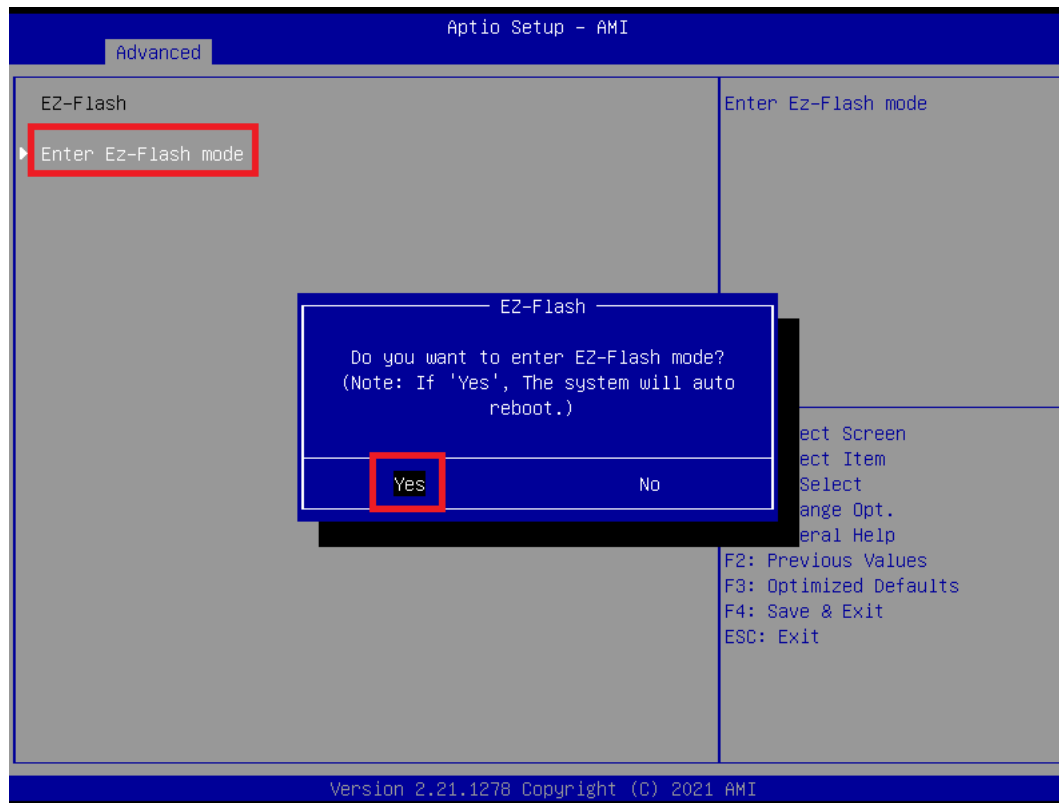 Aptio Setup – AMI
Advanced
EZ-Flash
Enter Ez-Flash mode
Enter Ez-Flash mode
EZ-Flash
Do you want to enter EZ-Flash mode?
(Note: If 'Yes', The system will auto
reboot.)
Yes No
ect Screen
ect Item
Select
ange Opt.
eral Help
F2: Previous Values
F3: Optimized Defaults
F4: Save & Exit
ESC: Exit
Version 2.21.1278 Copyright (C) 2021 AMI